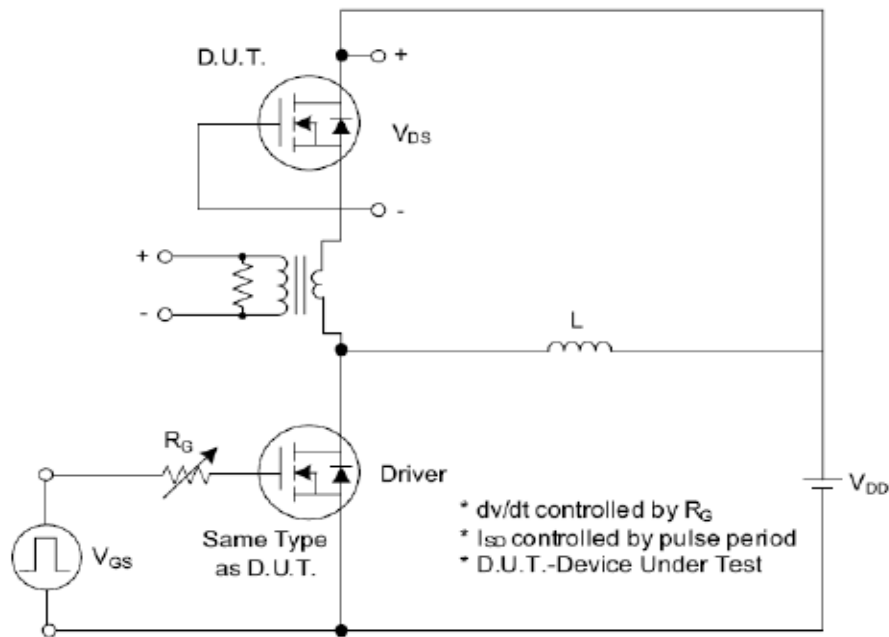 D.U.T.
+
VDS
-
+
-
L
RG
Driver
VDD
VGS
Same Type
as D.U.T.
* dv/dt controlled by RG
* ISD controlled by pulse period
* D.U.T.-Device Under Test